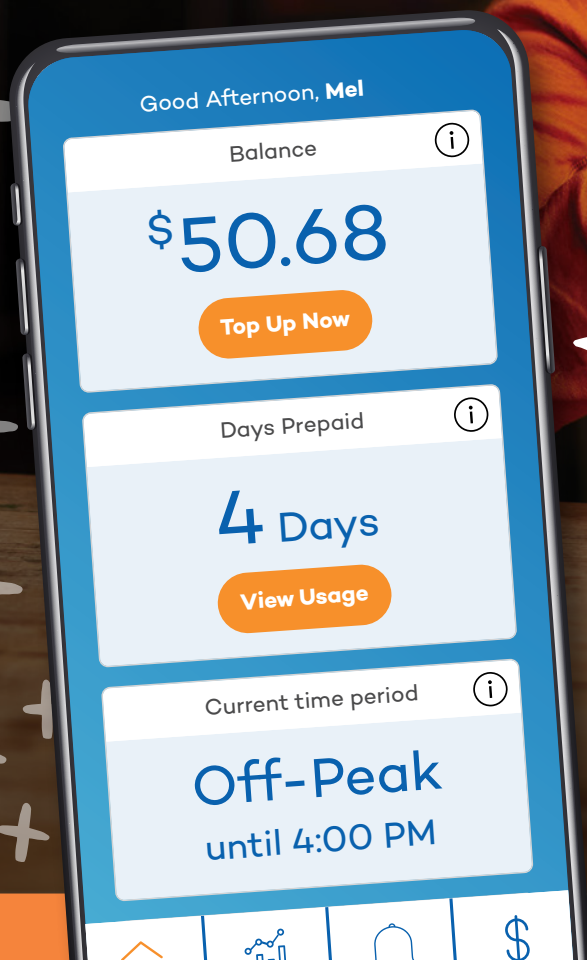 Good Afternoon, Mel
Balance
$50.68
Top Up Now
Days Prepaid
4 Days
View Usage
Current time period
Off-Peak
until 4:00 PM